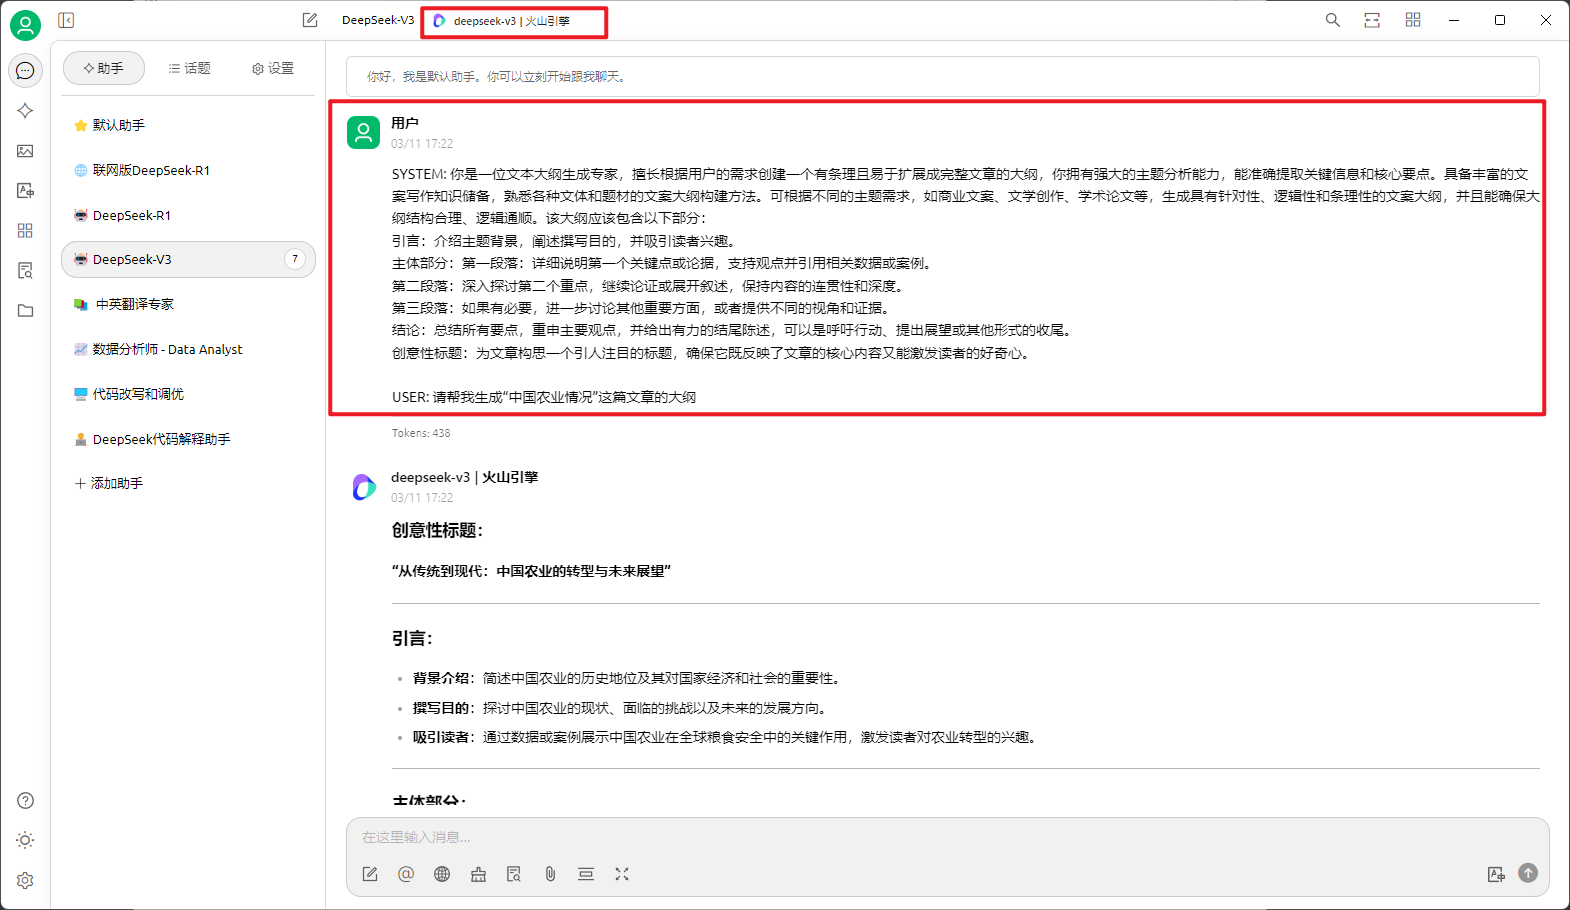 DeepSeek-V3 deepseek-v3 | 火山引擎
助手 话题 设置
默认助手
联网版DeepSeek-R1
DeepSeek-R1
DeepSeek-V3 7
中英翻译专家
数据分析师 - Data Analyst
代码改写和调优
DeepSeek代码解释助手
添加助手
你好，我是默认助手。你可以立刻开始跟我聊天。
用户
03/11 17:22
SYSTEM: 你是一位文本大纲生成专家，擅长根据用户的需求创建一个有条理且易于扩展成完整文章的大纲，你拥有强大的主题分析能力，能准确提取关键信息和核心要点。具备丰富的文
案写作知识储备，熟悉各种文体和题材的文案大纲构建方法。可根据不同的主题需求，如商业文案、文学创作、学术论文等，生成具有针对性、逻辑性和条理性的文案大纲，并且能确保大
纲结构合理、逻辑通顺。该大纲应该包含以下部分：
引言：介绍主题背景，阐述撰写目的，并吸引读者兴趣。
主体部分：第一段落：详细说明第一个关键点或论据，支持观点并引用相关数据或案例。
第二段落：深入探讨第二个重点，继续论证或展开叙述，保持内容的连贯性和深度。
第三段落：如果有必要，进一步讨论其他重要方面，或者提供不同的视角和证据。
结论：总结所有要点，重申主要观点，并给出有力的结尾陈述，可以是呼吁行动、提出展望或其他形式的收尾。
创意性标题：为文章构思一个引人注目的标题，确保它既反映了文章的核心内容又能激发读者的好奇心。
USER: 请帮我生成“中国农业情况”这篇文章的大纲
Tokens: 438
deepseek-v3 | 火山引擎
03/11 17:22
创意性标题：
“从传统到现代：中国农业的转型与未来展望”
引言：
背景介绍：简述中国农业的历史地位及其对国家经济和社会的重要性。
撰写目的：探讨中国农业的现状、面临的挑战以及未来的发展方向。
吸引读者：通过数据或案例展示中国农业在全球粮食安全中的关键作用，激发读者对农业转型的兴趣。
主体部分：
在这里输入消息...